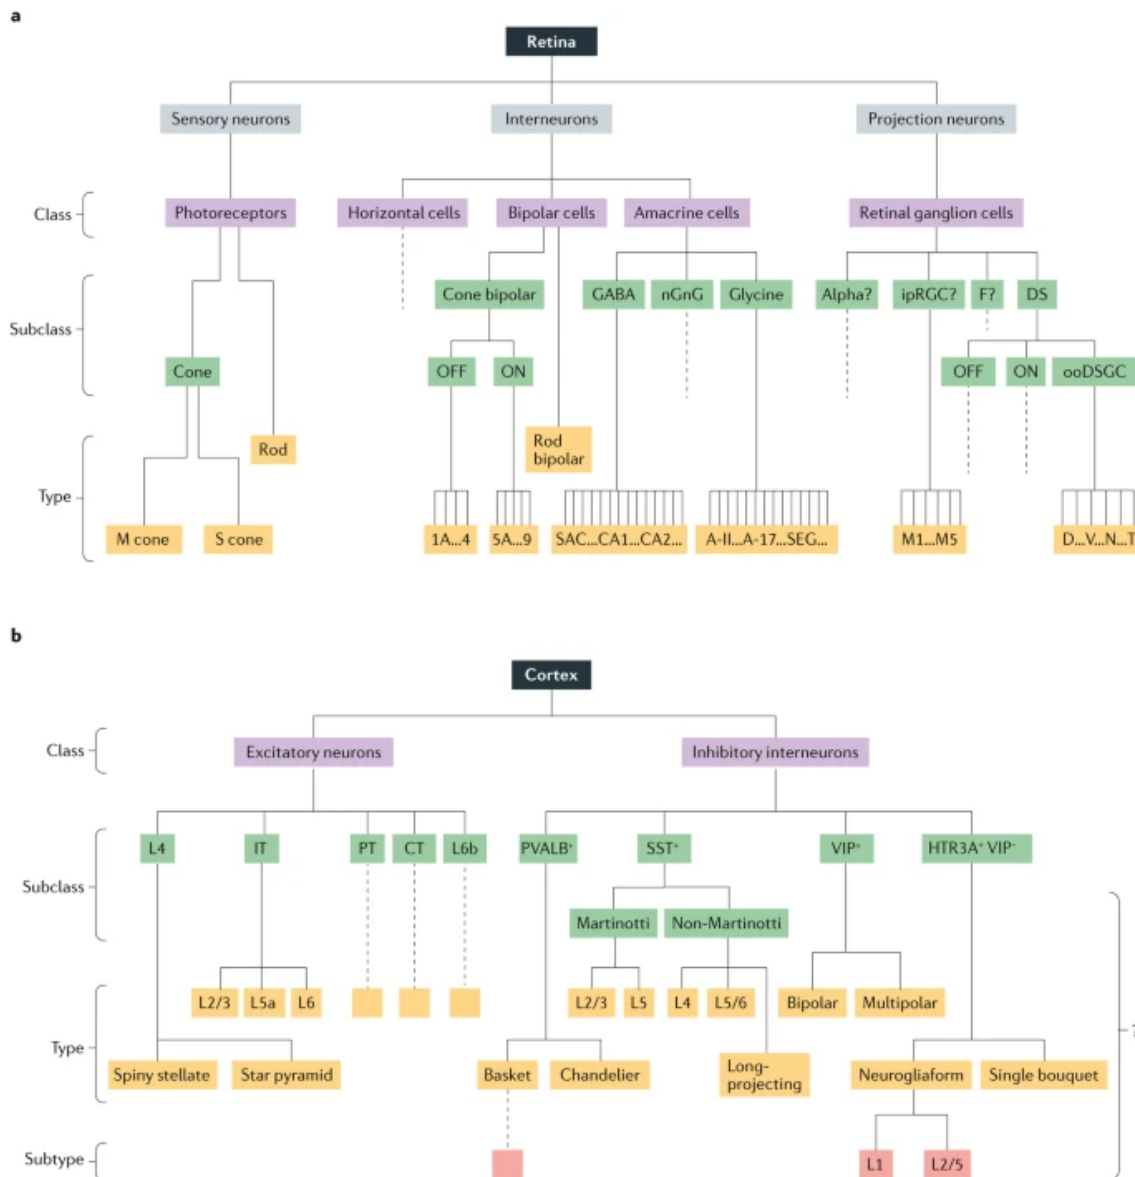 a
Retina
Sensory neurons
Interneurons
Projection neurons
Class
Photoreceptors
Horizontal cells
Bipolar cells
Amacrine cells
Retinal ganglion cells
Subclass
Cone bipolar
GABA
nGnG
Glycine
Alpha?
ipRGC?
F?
DS
Cone
OFF
ON
OFF
ON
ooDSGC
Type
Rod
Rod
bipolar
M cone
S cone
1A...4
5A...9
SAC...CA1...CA2...
A-II...A-17...SEG...
M1...M5
D...V...N...T
b
Cortex
Class
Excitatory neurons
Inhibitory interneurons
Subclass
L4
IT
PT
CT
L6b
PVALB⁺
SST⁺
VIP⁺
HTR3A⁺ VIP⁻
Martinotti
Non-Martinotti
Type
L2/3
L5a
L6
L2/3
L5
L4
L5/6
Bipolar
Multipolar
?
Spiny stellate
Star pyramid
Basket
Chandelier
Long-
projecting
Neurogliaform
Single bouquet
Subtype
L1
L2/5